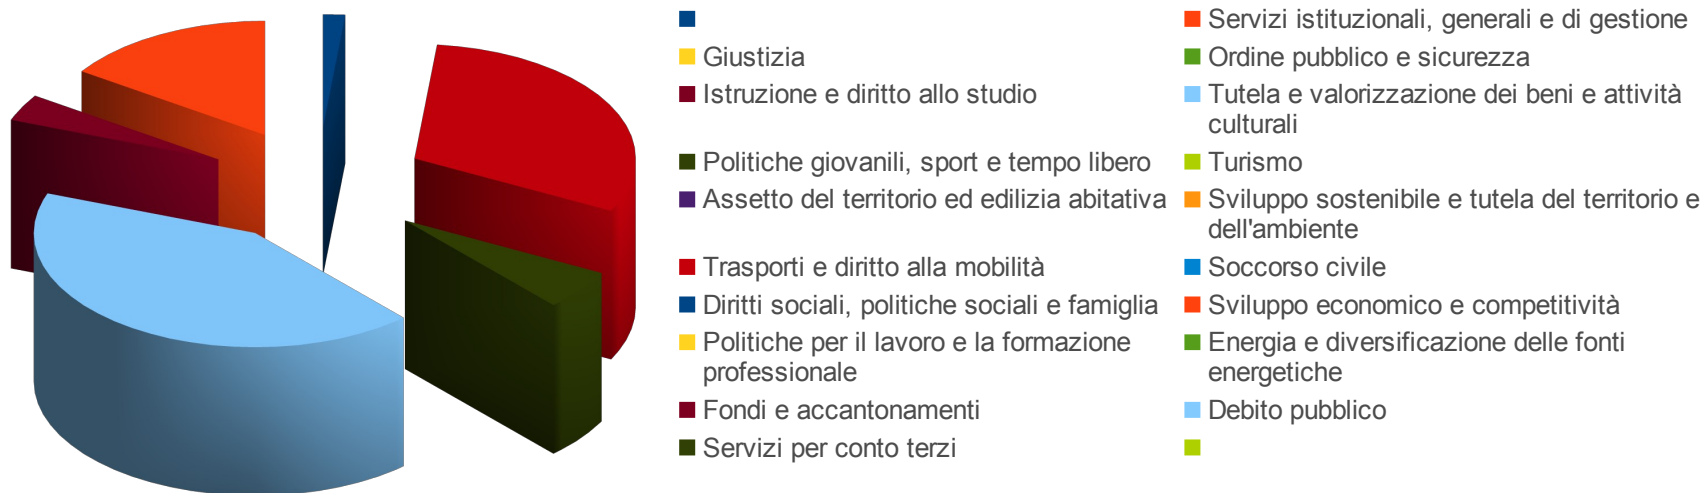 Servizi istituzionali, generali e di gestione
Giustizia
Ordine pubblico e sicurezza
Istruzione e diritto allo studio
Tutela e valorizzazione dei beni e attività
culturali
Politiche giovanili, sport e tempo libero
Turismo
Assetto del territorio ed edilizia abitativa
Sviluppo sostenibile e tutela del territorio e
dell'ambiente
Trasporti e diritto alla mobilità
Soccorso civile
Diritti sociali, politiche sociali e famiglia
Sviluppo economico e competitività
Politiche per il lavoro e la formazione
professionale
Energia e diversificazione delle fonti
energetiche
Fondi e accantonamenti
Debito pubblico
Servizi per conto terzi